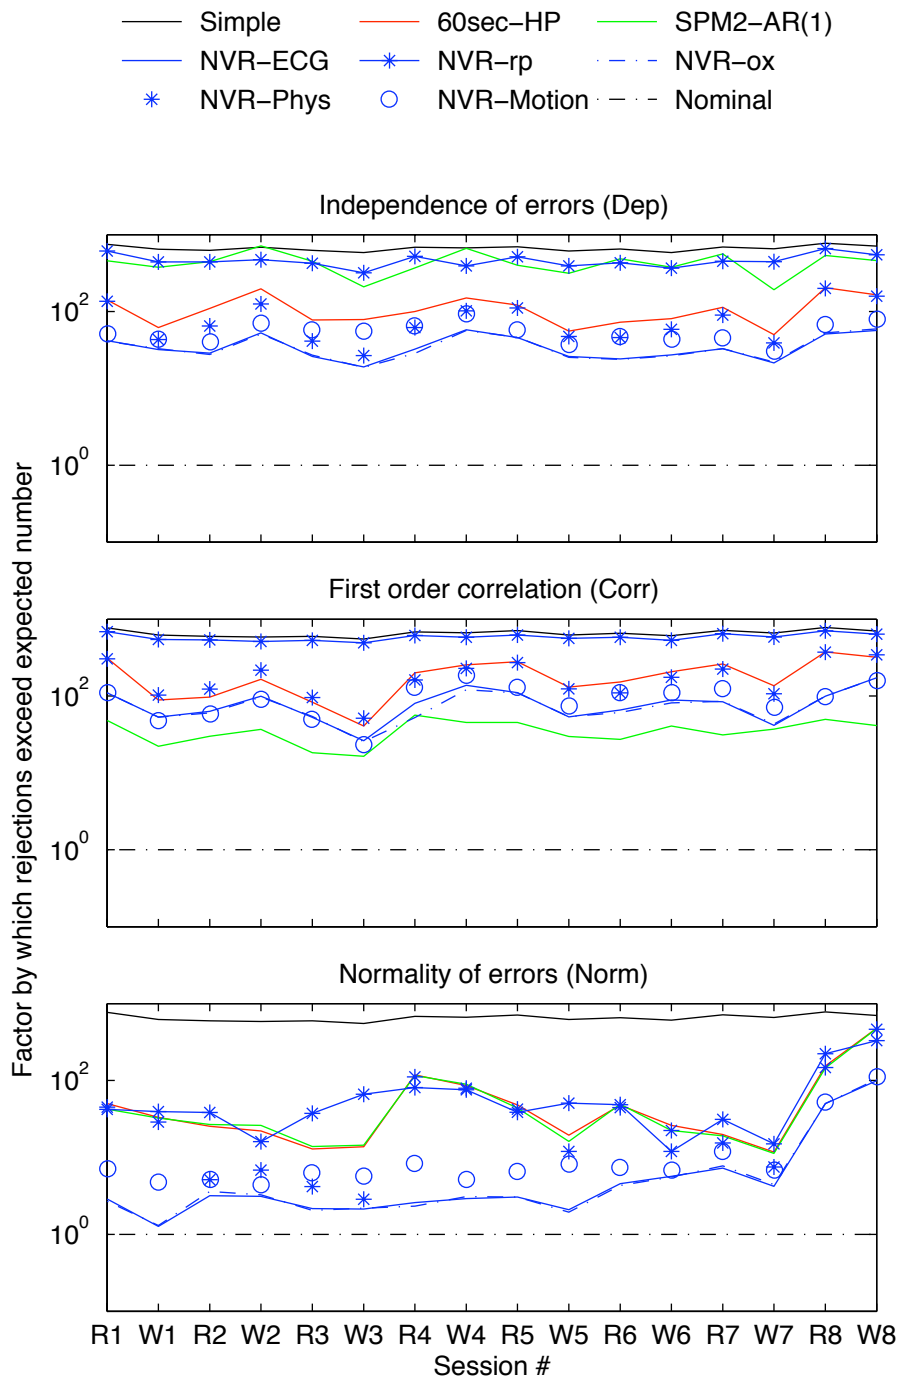 Simple 60sec−HP SPM2−AR(1)
NVR−ECG NVR−rp NVR−ox
NVR−Phys NVR−Motion Nominal
Independence of errors (Dep)
10^2
10^0
First order correlation (Corr)
10^2
10^0
Normality of errors (Norm)
10^2
10^0
Factor by which rejections exceed expected number
R1 W1 R2 W2 R3 W3 R4 W4 R5 W5 R6 W6 R7 W7 R8 W8
Session #